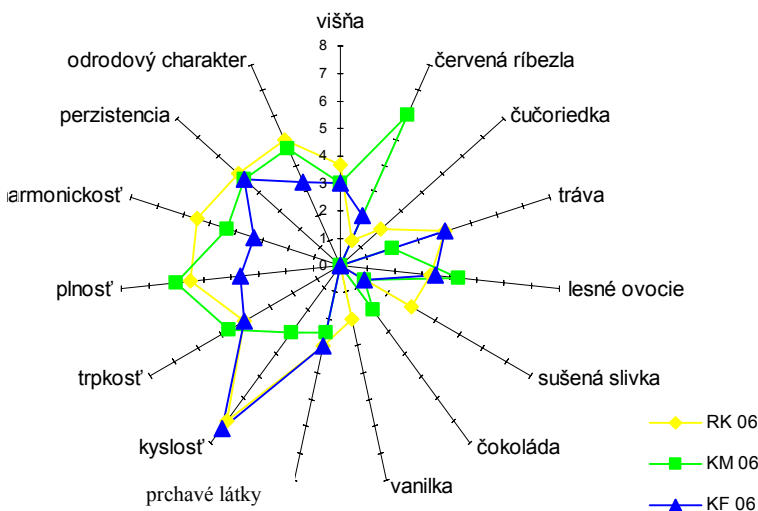 višňa
8
7
6
5
4
3
2
1
0
červená ríbezla
čučoriedka
tráva
lesné ovocie
sušená slivka
čokoláda
vanilka
prchavé látky
kyslosť
trpkosť
plnosť
harmonickosť
perzistencia
odrodový charakter
RK 06
KM 06
KF 06